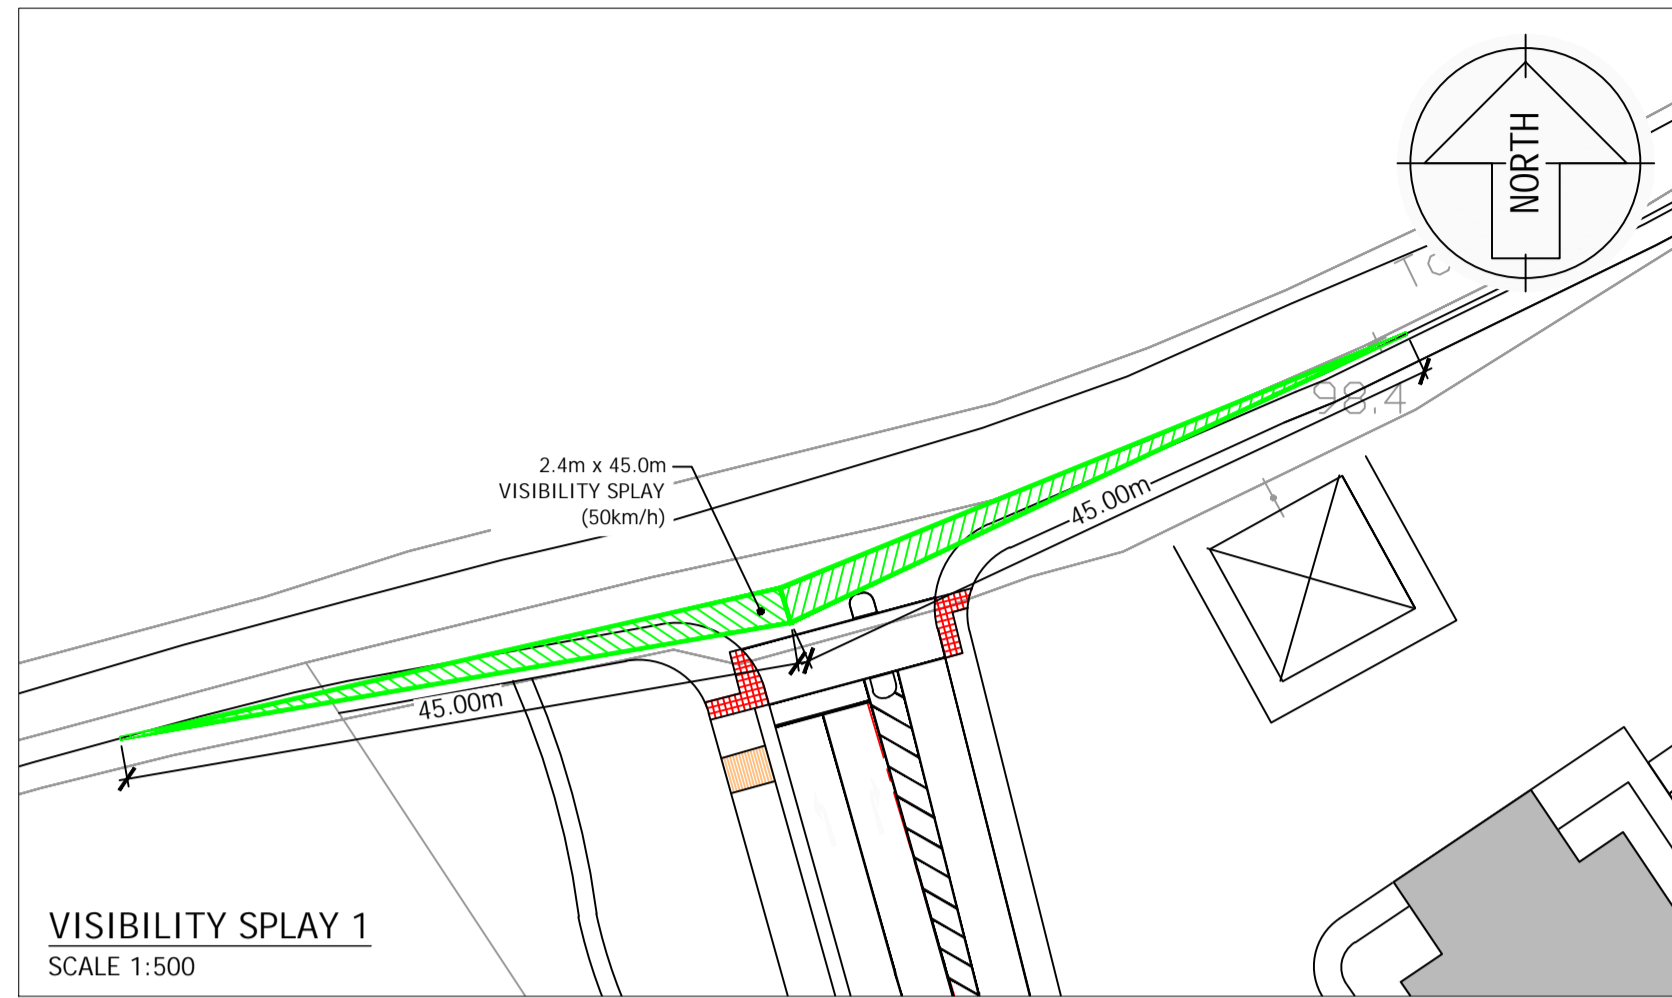 NORTH
Tc
98.4
2.4m x 45.0m
VISIBILITY SPLAY
(50km/h)
45.00m
45.00m
VISIBILITY SPLAY 1
SCALE 1:500